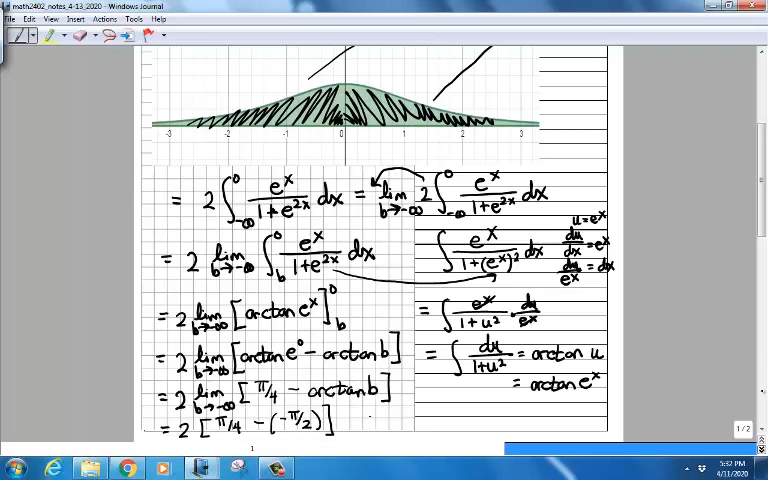 math2402_notes_4-13_2020 - Windows Journal
File Edit View Insert Actions Tools Help
-3 -2 -1 0 1 2 3
= 2 ∫_{-∞}^{0} e^x/(1+e^{2x}) dx = lim_{b→-∞} 2 ∫_{-∞}^{0} e^x/(1+e^{2x}) dx
= 2 lim_{b→-∞} ∫_{b}^{0} e^x/(1+e^{2x}) dx
= 2 lim_{b→-∞} [arctan e^x]_{b}^{0}
= 2 lim_{b→-∞} [arctan e^0 - arctan b]
= 2 lim_{b→-∞} [π/4 - arctan b]
= 2 [π/4 - (-π/2)]
∫ e^x/(1+(e^x)^2) dx
u = e^x
du/dx = e^x
du/e^x = dx
= ∫ e^x/(1+u^2) · du/e^x
= ∫ du/(1+u^2) = arctan u
= arctan e^x
1
1 / 2
5:32 PM
4/11/2020